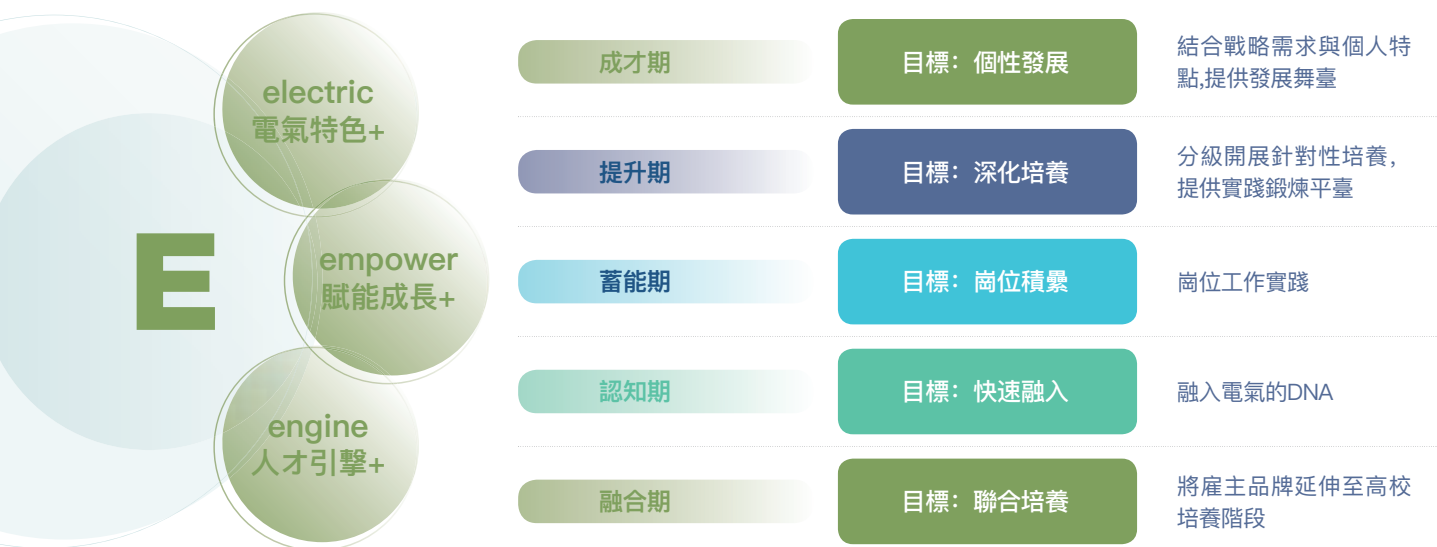 E
electric
電氣特色+
empower
賦能成長+
engine
人才引擎+
成才期
目標：個性發展
結合戰略需求與個人特
點,提供發展舞臺
提升期
目標：深化培養
分級開展針對性培養，
提供實踐鍛煉平臺
蓄能期
目標：崗位積纍
崗位工作實踐
認知期
目標：快速融入
融入電氣的DNA
融合期
目標：聯合培養
將雇主品牌延伸至高校
培養階段